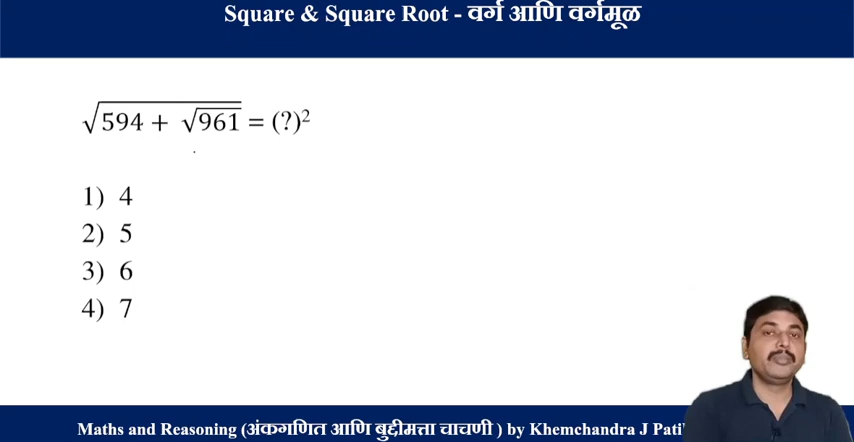 Square & Square Root - वर्ग आणि वर्गमूळ
√594 + √961 = (?)²
1) 4
2) 5
3) 6
4) 7
Maths and Reasoning (अंकगणित आणि बुद्दीमत्ता चाचणी ) by Khemchandra J Pati